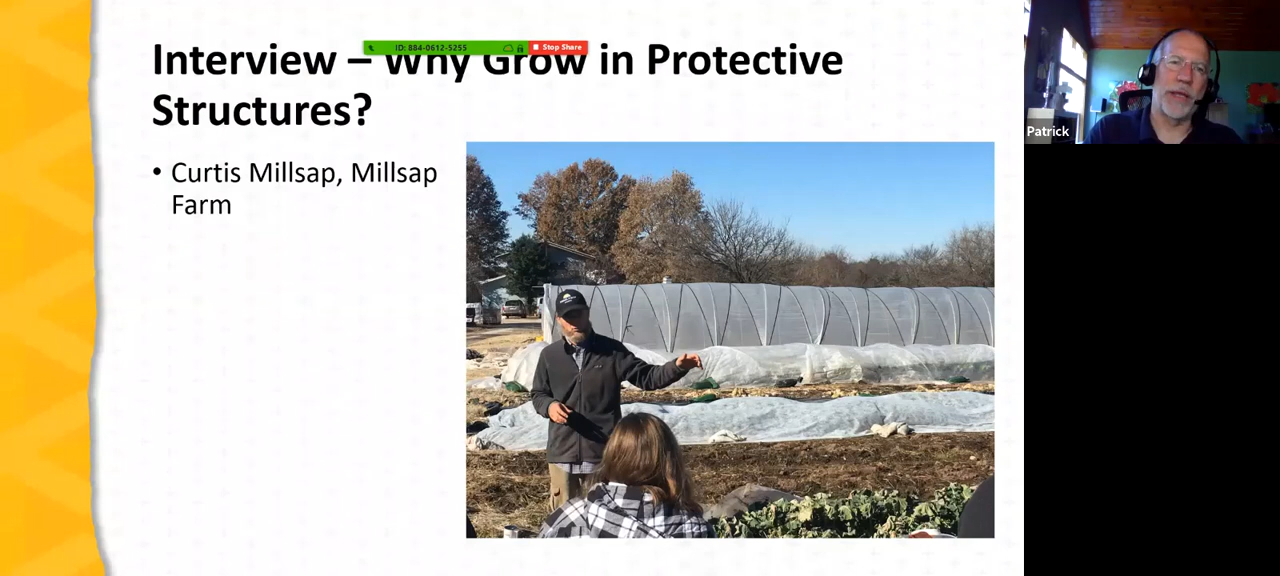 ID: 884-0612-5255
Stop Share
Interview – Why Grow in Protective
Structures?
Patrick
• Curtis Millsap, Millsap
Farm